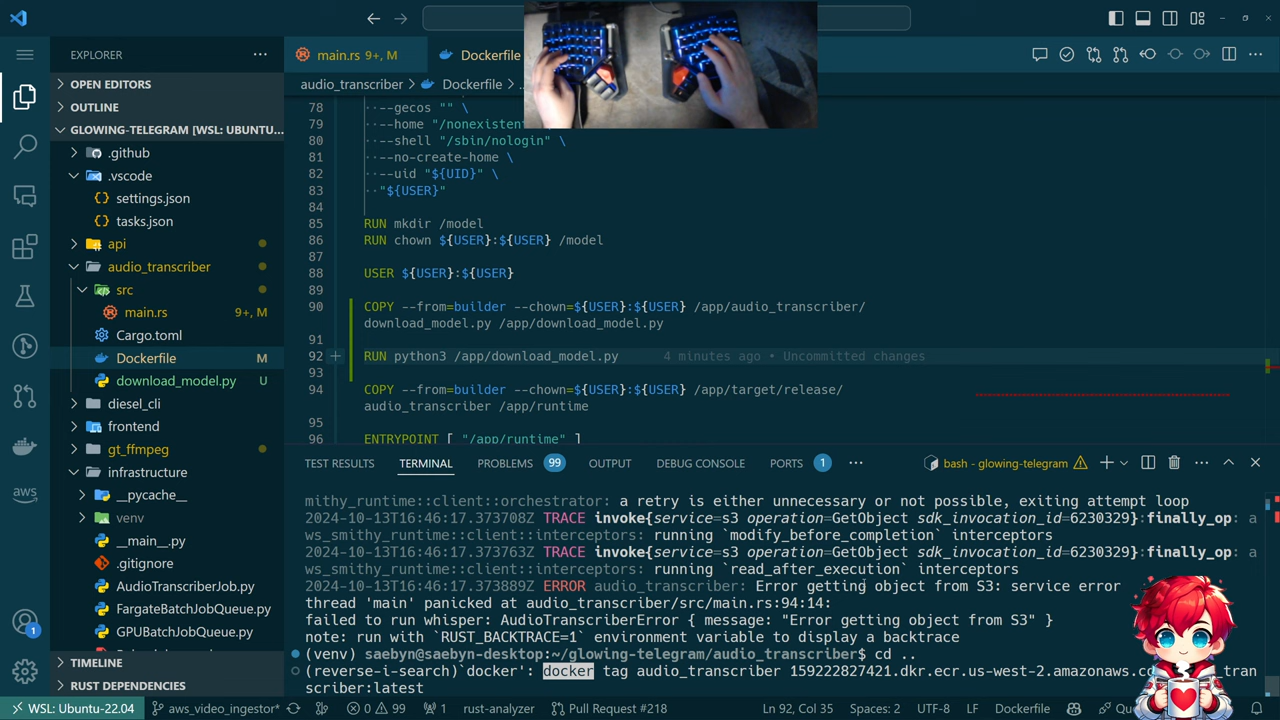 EXPLORER
OPEN EDITORS
OUTLINE
GLOWING-TELEGRAM [WSL: UBUNTU...
.github
.vscode
settings.json
tasks.json
api
audio_transcriber
src
main.rs 9+, M
Cargo.toml
Dockerfile M
download_model.py U
diesel_cli
frontend
gt_ffmpeg
infrastructure
__pycache__
venv
__main__.py
.gitignore
AudioTranscriberJob.py
FargateBatchJobQueue.py
GPUBatchJobQueue.py
TIMELINE
RUST DEPENDENCIES
main.rs 9+, M
Dockerfile
audio_transcriber > Dockerfile >
78 --gecos "" \
79 --home "/nonexistent
80 --shell "/sbin/nologin" \
81 --no-create-home \
82 --uid "${UID}" \
83 "${USER}"
84
85 RUN mkdir /model
86 RUN chown ${USER}:${USER} /model
87
88 USER ${USER}:${USER}
89
90 COPY --from=builder --chown=${USER}:${USER} /app/audio_transcriber/
download_model.py /app/download_model.py
91
92 RUN python3 /app/download_model.py 4 minutes ago • Uncommitted changes
93
94 COPY --from=builder --chown=${USER}:${USER} /app/target/release/
audio_transcriber /app/runtime
95
96 ENTRYPOINT [ "/app/runtime" ]
TEST RESULTS TERMINAL PROBLEMS 99 OUTPUT DEBUG CONSOLE PORTS 1 bash - glowing-telegram
mithy_runtime::client::orchestrator: a retry is either unnecessary or not possible, exiting attempt loop
2024-10-13T16:46:17.373708Z TRACE invoke{service=s3 operation=GetObject sdk_invocation_id=6230329}:finally_op: a
ws_smithy_runtime_api::client::interceptors: running `modify_before_completion` interceptors
2024-10-13T16:46:17.373763Z TRACE invoke{service=s3 operation=GetObject sdk_invocation_id=6230329}:finally_op: a
ws_smithy_runtime_api::client::interceptors: running `read_after_execution` interceptors
2024-10-13T16:46:17.373889Z ERROR audio_transcriber: Error getting object from S3: service error
thread 'main' panicked at audio_transcriber/src/main.rs:94:14:
failed to run whisper: AudioTranscriberError { message: "Error getting object from S3" }
note: run with `RUST_BACKTRACE=1` environment variable to display a backtrace
(venv) saebyn@saebyn-desktop:~/glowing-telegram/audio_transcriber$ cd ..
(reverse-i-search)`docker': docker tag audio_transcriber 159222827421.dkr.ecr.us-west-2.amazonaws.
scriber:latest
WSL: Ubuntu-22.04 aws_video_ingestor* 0 99 1 rust-analyzer Pull Request #218 Ln 92, Col 35 Spaces: 2 UTF-8 LF Dockerfile